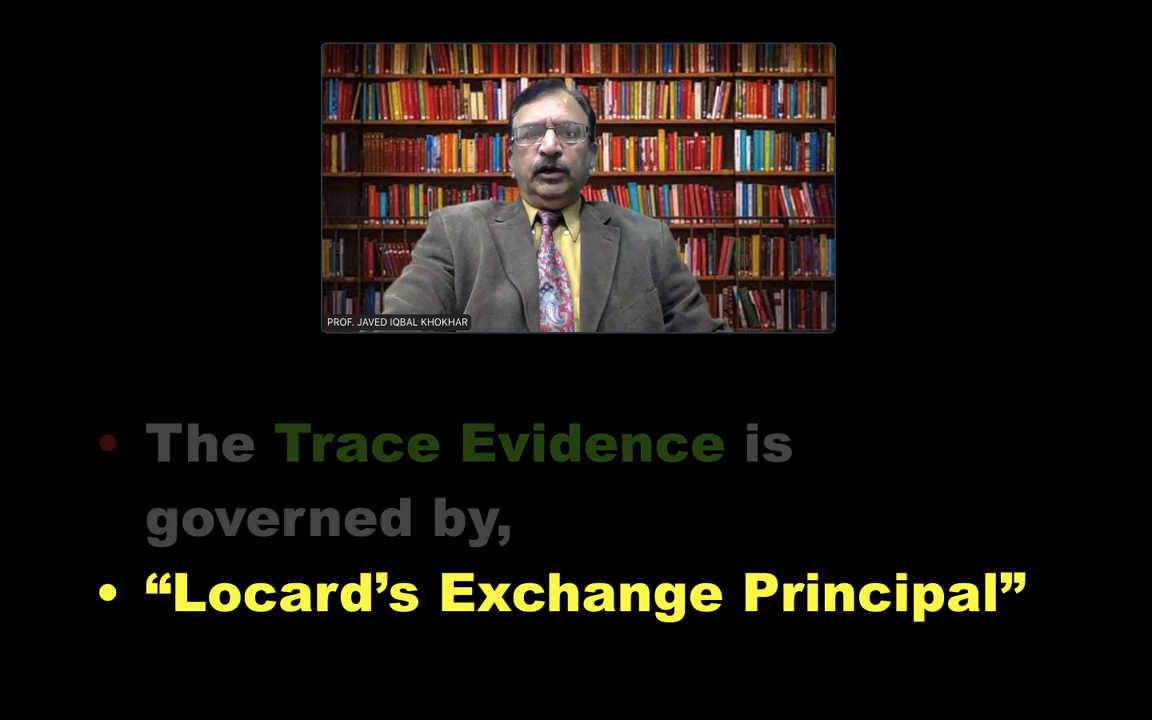 PROF. JAVED IQBAL KHOKHAR
• The Trace Evidence is
governed by,
• “Locard’s Exchange Principal”